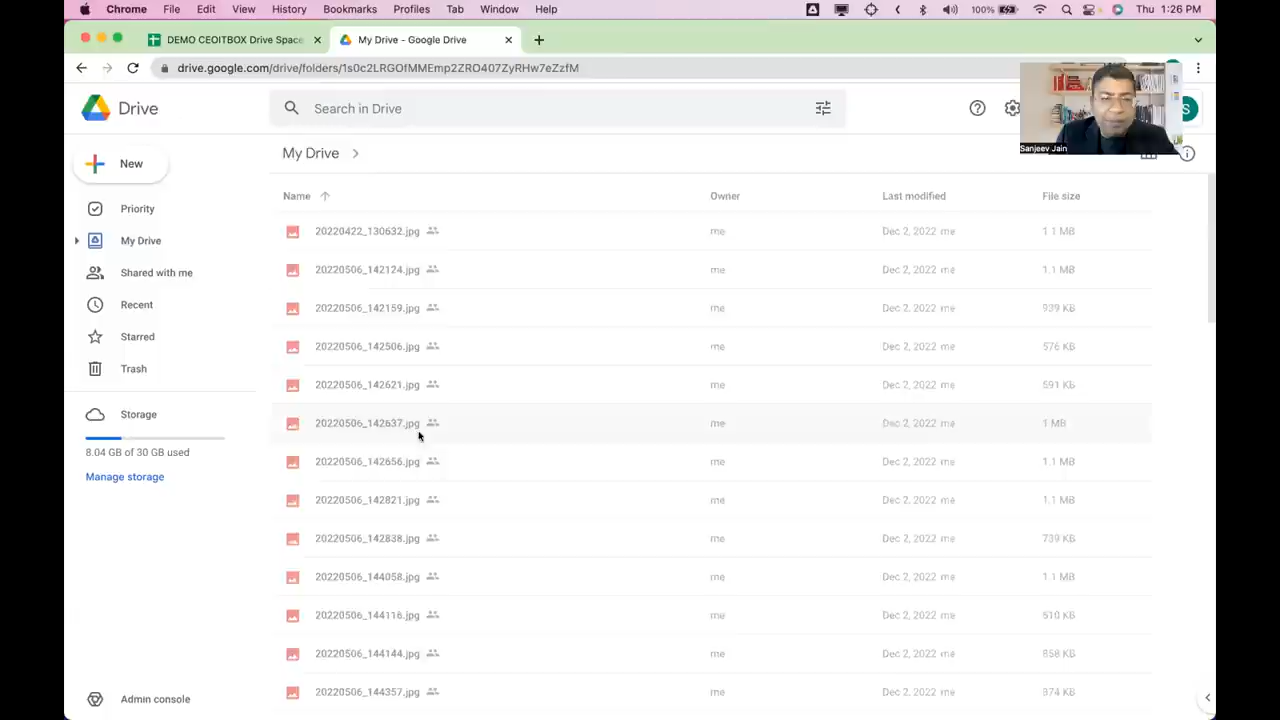 Chrome File Edit View History Bookmarks Profiles Tab Window Help 100% Thu 1:26 PM
DEMO CEOITBOX Drive Space
My Drive - Google Drive
drive.google.com/drive/folders/1s0c2LRGOfMMEmp2ZRO407ZyRHw7eZzfM
Drive
Search in Drive
S
Sanjeev Jain
New
My Drive
Priority
My Drive
Shared with me
Recent
Starred
Trash
Storage
8.04 GB of 30 GB used
Manage storage
Admin console
Name Owner Last modified File size
20220422_130632.jpg me Dec 2, 2022 me 1.1 MB
20220506_142124.jpg me Dec 2, 2022 me 1.1 MB
20220506_142159.jpg me Dec 2, 2022 me 939 KB
20220506_142506.jpg me Dec 2, 2022 me 576 KB
20220506_142621.jpg me Dec 2, 2022 me 691 KB
20220506_142637.jpg me Dec 2, 2022 me 1 MB
20220506_142656.jpg me Dec 2, 2022 me 1.1 MB
20220506_142821.jpg me Dec 2, 2022 me 1.1 MB
20220506_142838.jpg me Dec 2, 2022 me 739 KB
20220506_144058.jpg me Dec 2, 2022 me 1.1 MB
20220506_144116.jpg me Dec 2, 2022 me 610 KB
20220506_144144.jpg me Dec 2, 2022 me 858 KB
20220506_144357.jpg me Dec 2, 2022 me 874 KB